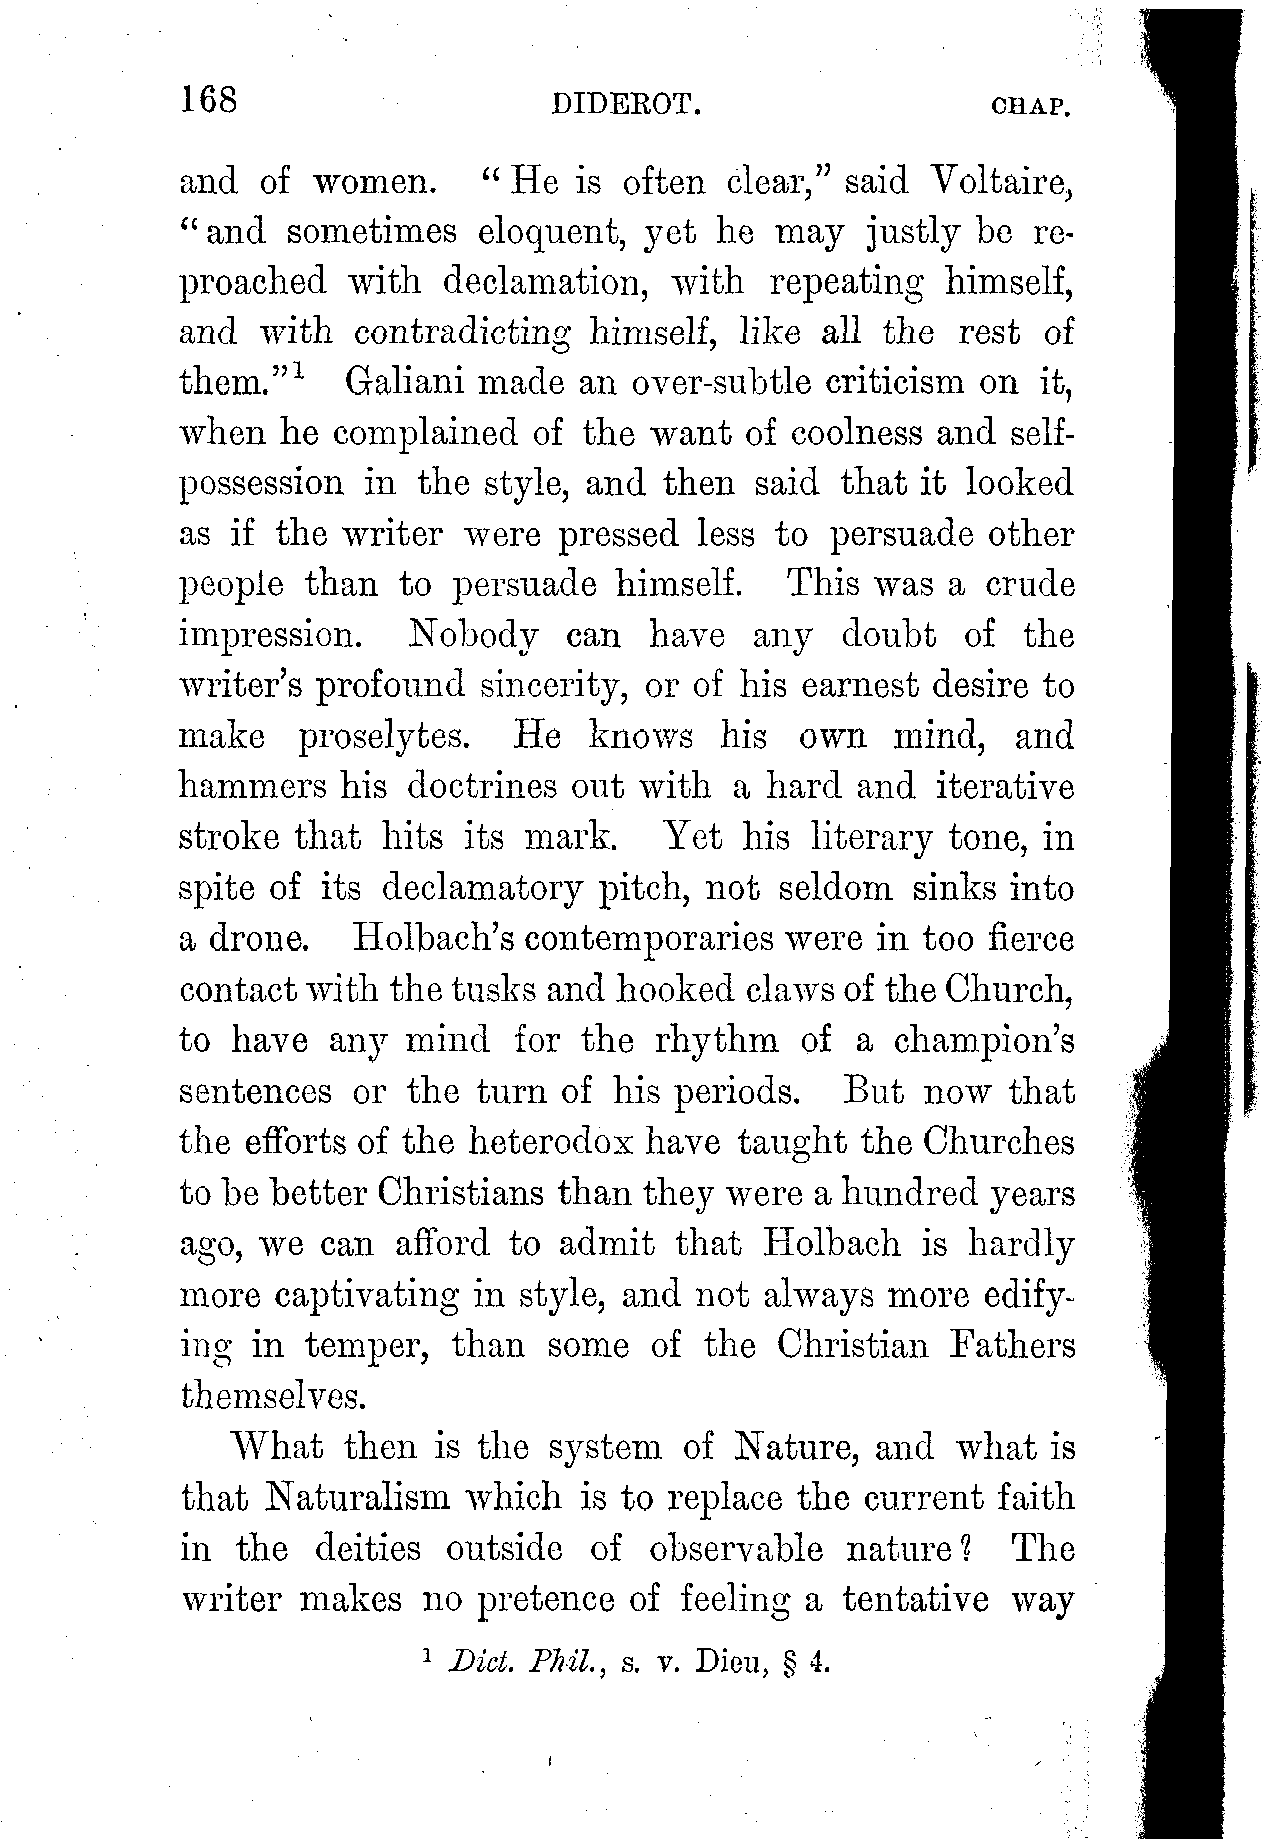 168 DIDEROT. CHAP.
and of women. “He is often clear,” said Voltaire,
“and sometimes eloquent, yet he may justly be re-
proached with declamation, with repeating himself,
and with contradicting himself, like all the rest of
them.”1 Galiani made an over-subtle criticism on it,
when he complained of the want of coolness and self-
possession in the style, and then said that it looked
as if the writer were pressed less to persuade other
people than to persuade himself. This was a crude
impression. Nobody can have any doubt of the
writer’s profound sincerity, or of his earnest desire to
make proselytes. He knows his own mind, and
hammers his doctrines out with a hard and iterative
stroke that hits its mark. Yet his literary tone, in
spite of its declamatory pitch, not seldom sinks into
a drone. Holbach’s contemporaries were in too fierce
contact with the tusks and hooked claws of the Church,
to have any mind for the rhythm of a champion’s
sentences or the turn of his periods. But now that
the efforts of the heterodox have taught the Churches
to be better Christians than they were a hundred years
ago, we can afford to admit that Holbach is hardly
more captivating in style, and not always more edify-
ing in temper, than some of the Christian Fathers
themselves.
What then is the system of Nature, and what is
that Naturalism which is to replace the current faith
in the deities outside of observable nature? The
writer makes no pretence of feeling a tentative way
1 Dict. Phil., s. v. Dieu, § 4.